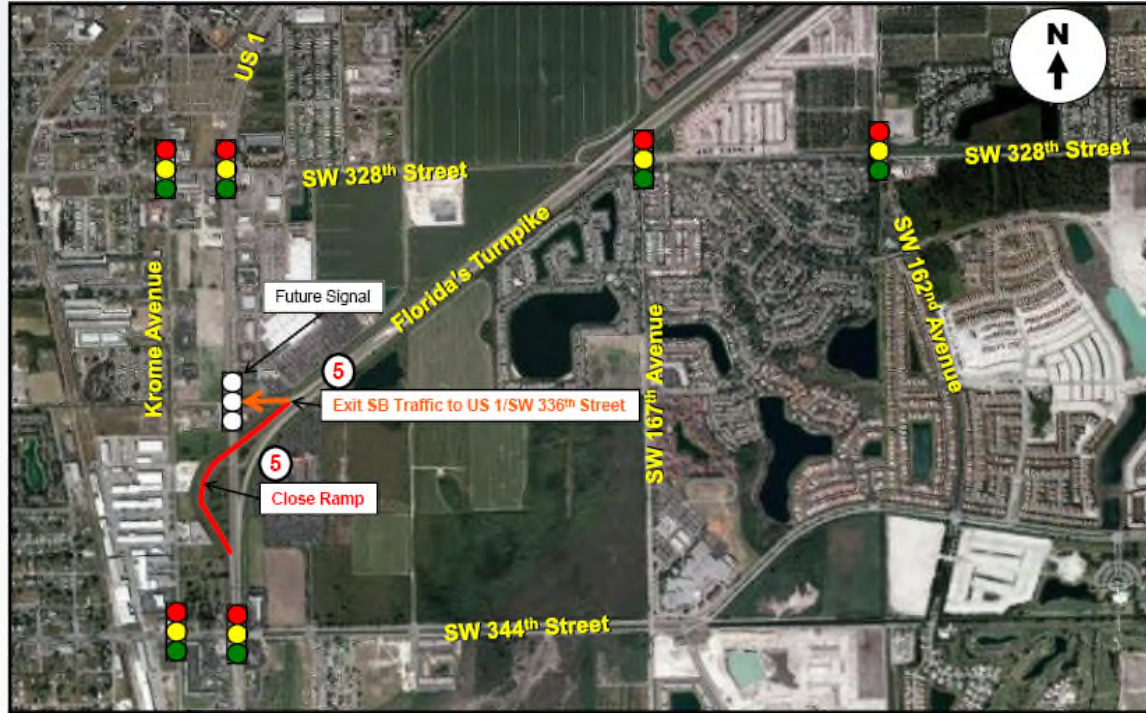 N
US 1
SW 328th Street
SW 328th Street
Florida's Turnpike
SW 162nd Avenue
Future Signal
Krome Avenue
SW 167th Avenue
5
Exit SB Traffic to US 1/SW 336th Street
5
Close Ramp
SW 344th Street